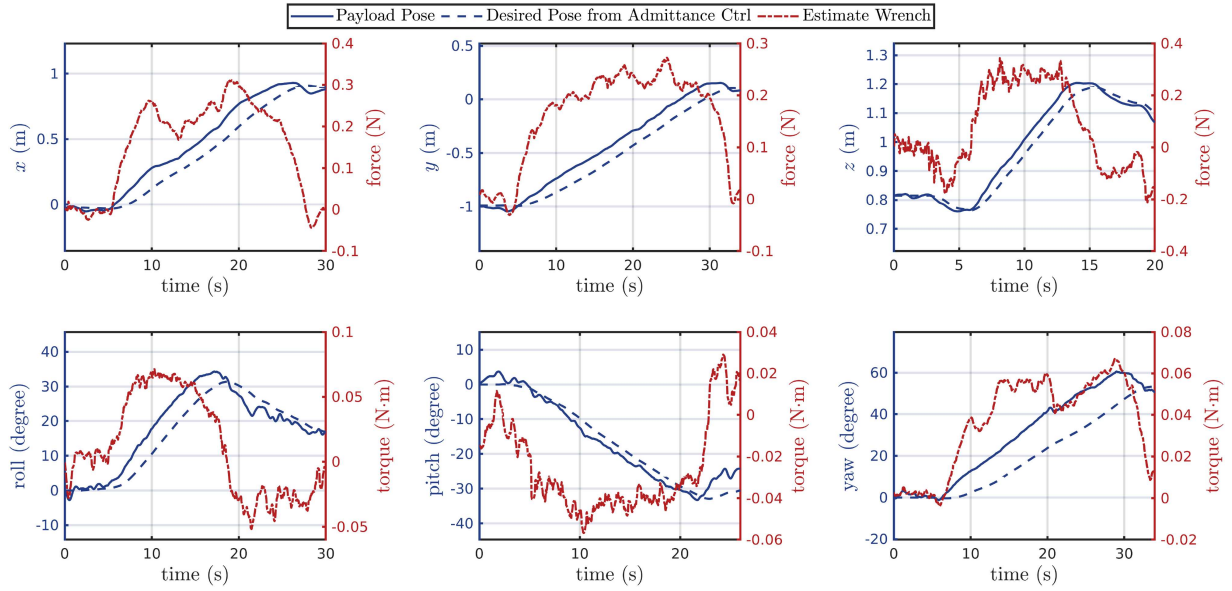 Payload Pose Desired Pose from Admittance Ctrl Estimate Wrench
x (m)
1
0.5
0
0 10 20 30
time (s)
0.4
0.3
0.2
0.1
0
-0.1
force (N)
y (m)
0.5
0
-0.5
-1
0 10 20 30
time (s)
0.3
0.2
0.1
0
-0.1
force (N)
z (m)
1.3
1.2
1.1
1
0.9
0.8
0.7
0 5 10 15 20
time (s)
0.4
0.2
0
-0.2
-0.4
force (N)
roll (degree)
40
30
20
10
0
-10
0 10 20 30
time (s)
0.1
0.05
0
-0.05
torque (N·m)
pitch (degree)
10
0
-10
-20
-30
-40
0 10 20
time (s)
0.04
0.02
0
-0.02
-0.04
-0.06
torque (N·m)
yaw (degree)
60
40
20
0
-20
0 10 20 30
time (s)
0.08
0.06
0.04
0.02
0
-0.02
torque (N·m)